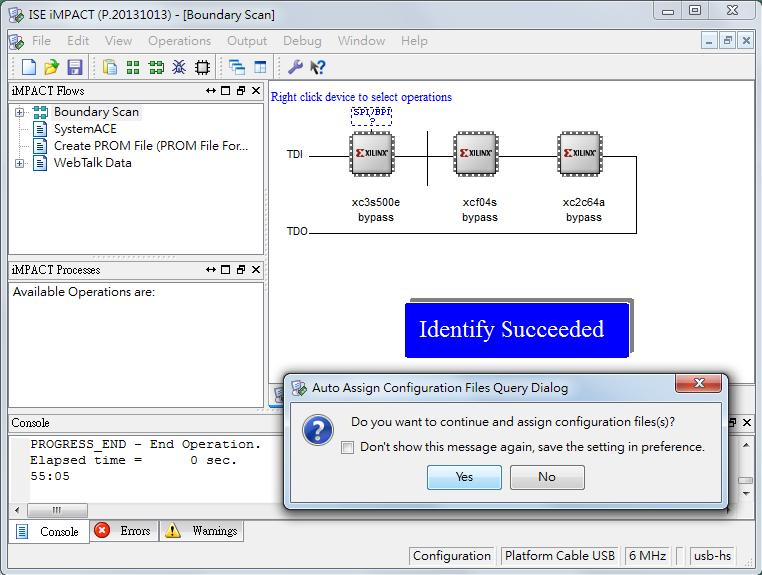 ISE iMPACT (P.20131013) - [Boundary Scan]
File Edit View Operations Output Debug Window Help
iMPACT Flows
Boundary Scan
SystemACE
Create PROM File (PROM File For...
WebTalk Data
Right click device to select operations
SPI/BPI
?
TDI
XILINX XILINX XILINX
xc3s500e xcf04s xc2c64a
bypass bypass bypass
TDO
iMPACT Processes
Available Operations are:
Identify Succeeded
Auto Assign Configuration Files Query Dialog
Do you want to continue and assign configuration files(s)?
Don't show this message again, save the setting in preference.
Yes No
Console
PROGRESS_END - End Operation.
Elapsed time = 0 sec.
55:05
Console Errors Warnings
Configuration Platform Cable USB 6 MHz usb-hs